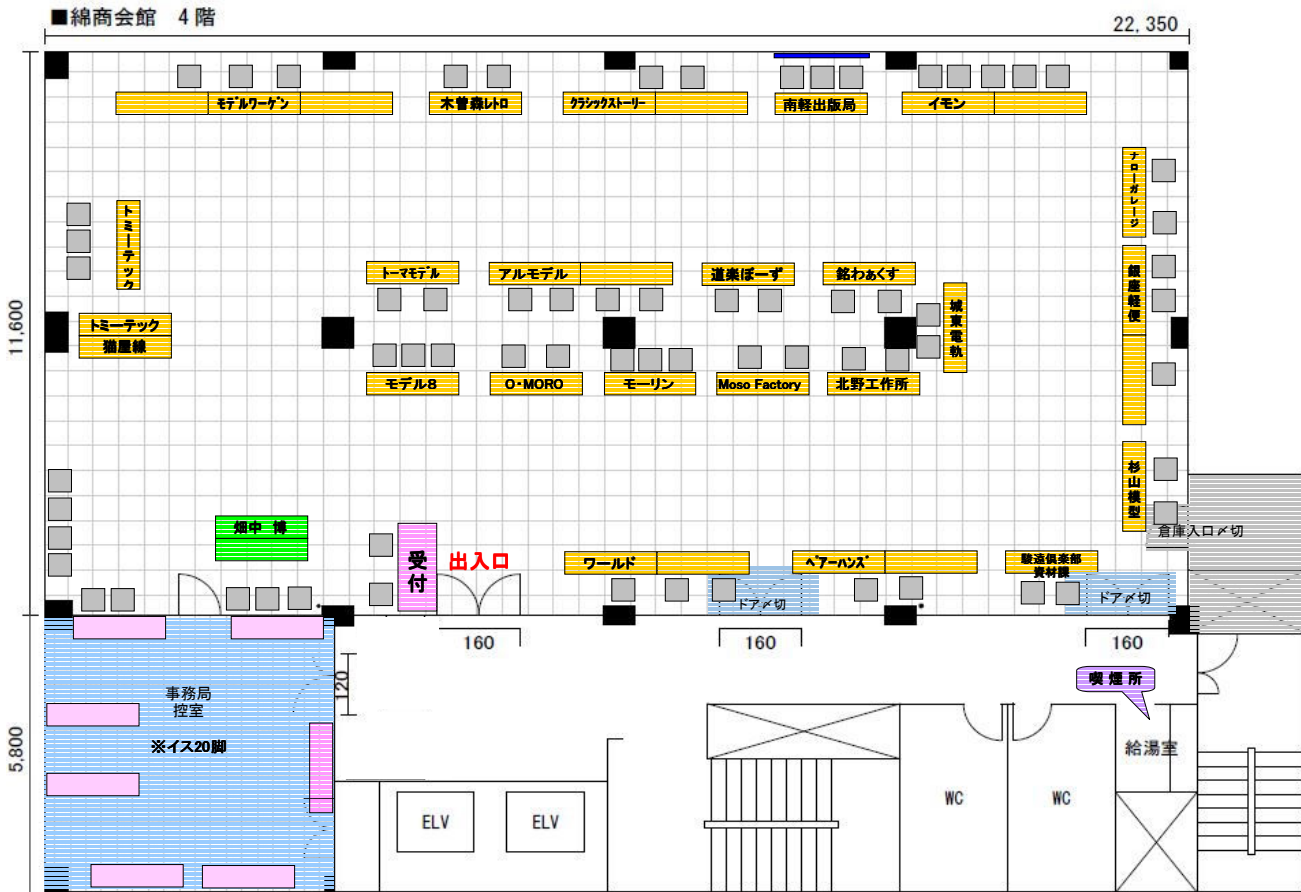 ■綿商会館 4階
22,350
モデルワーゲン
木曽森レトロ
クラシックストーリー
南軽出版局
イモン
ナローガレージ
トミーテック
トーマモデル
アルモデル
道楽ぼーず
銘わぁくす
銀座軽便
城東電軌
11,600
トミーテック
猫屋線
モデル8
O・MORO
モーリン
Moso Factory
北野工作所
杉山模型
畑中 博
受付
出入口
ワールド
ヘ゜アーハンズ
駿遠倶楽部
資材課
倉庫入口〆切
ドア〆切
ドア〆切
160
160
160
120
喫煙所
事務局
控室
※イス20脚
5,800
給湯室
ELV
ELV
WC
WC